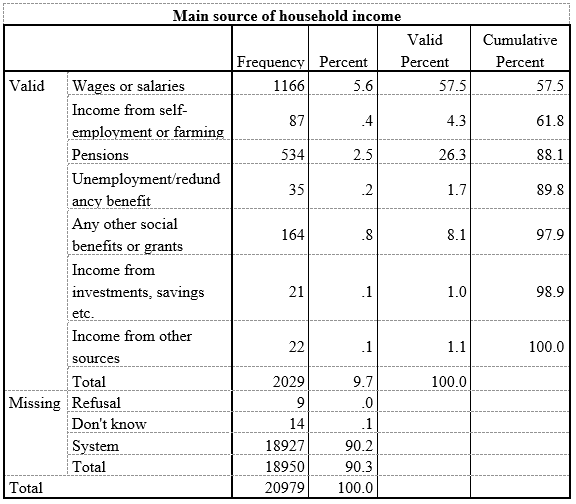 Main source of household income
Frequency Percent Valid Percent Cumulative Percent
Valid Wages or salaries 1166 5.6 57.5 57.5
Income from self-
employment or farming 87 .4 4.3 61.8
Pensions 534 2.5 26.3 88.1
Unemployment/redund
ancy benefit 35 .2 1.7 89.8
Any other social
benefits or grants 164 .8 8.1 97.9
Income from
investments, savings
etc. 21 .1 1.0 98.9
Income from other
sources 22 .1 1.1 100.0
Total 2029 9.7 100.0
Missing Refusal 9 .0
Don't know 14 .1
System 18927 90.2
Total 18950 90.3
Total 20979 100.0